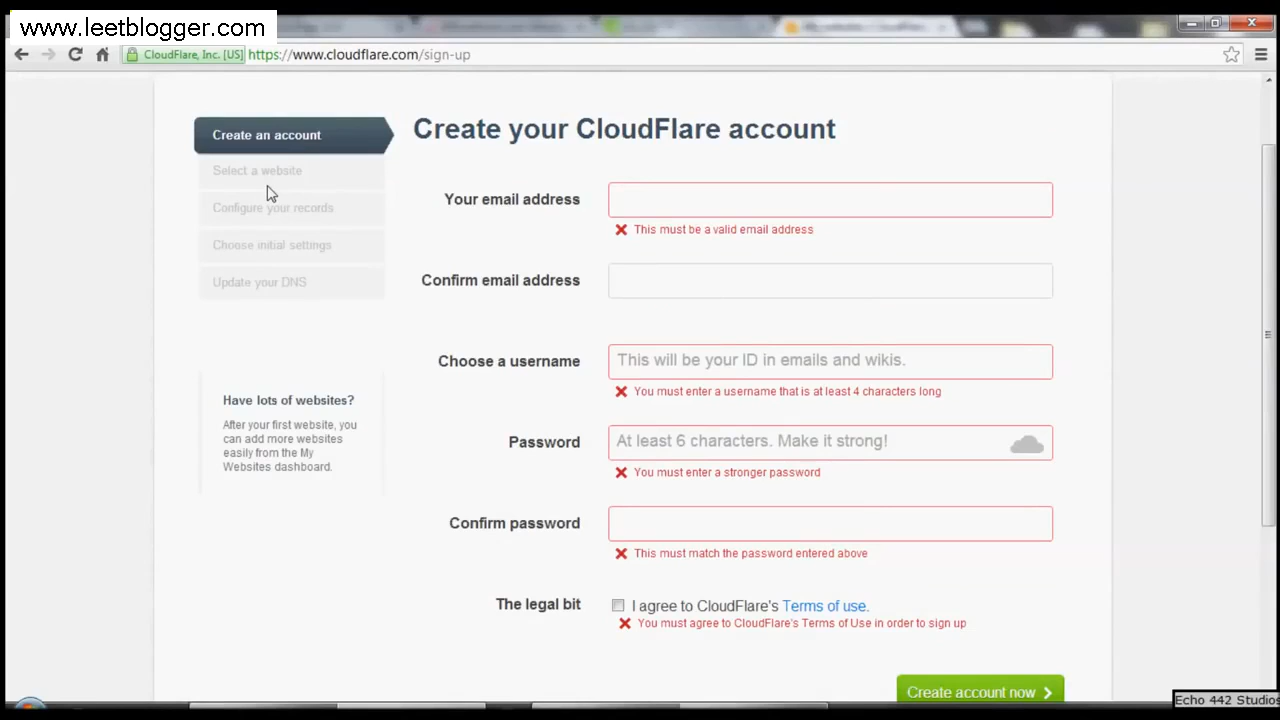 www.leetblogger.com
CloudFlare, Inc. [US] https://www.cloudflare.com/sign-up
Create an account
Select a website
Configure your records
Choose initial settings
Update your DNS
Have lots of websites?
After your first website, you
can add more websites
easily from the My
Websites dashboard.
Create your CloudFlare account
Your email address
This must be a valid email address
Confirm email address
Choose a username
This will be your ID in emails and wikis.
You must enter a username that is at least 4 characters long
Password
At least 6 characters. Make it strong!
You must enter a stronger password
Confirm password
This must match the password entered above
The legal bit
I agree to CloudFlare's Terms of use.
You must agree to CloudFlare's Terms of Use in order to sign up
Create account now
Echo 442 Studios